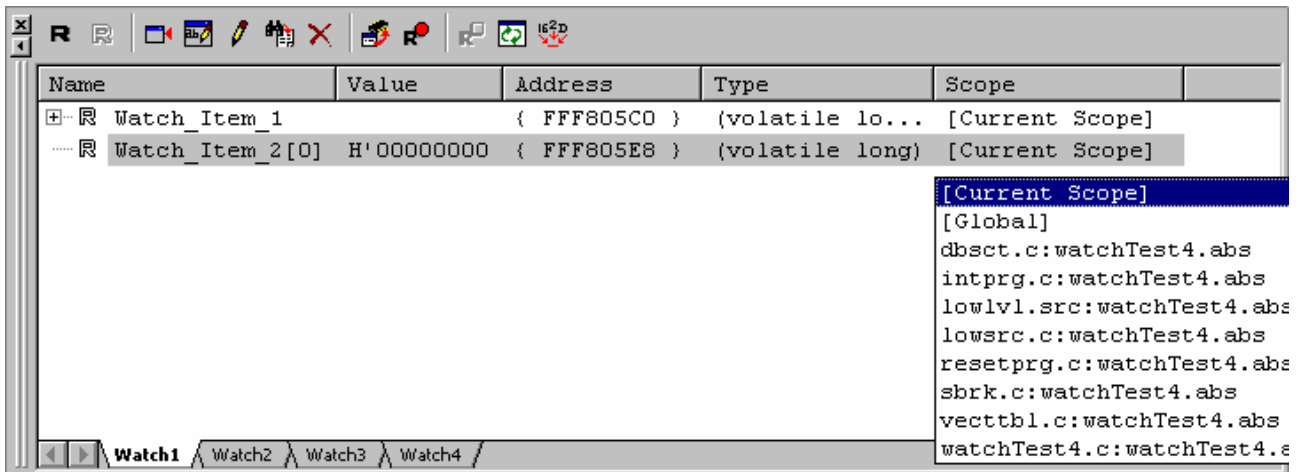 Name Value Address Type Scope
Watch_Item_1 { FFF805C0 } (volatile lo... [Current Scope]
Watch_Item_2[0] H'00000000 { FFF805E8 } (volatile long) [Current Scope]
[Current Scope]
[Global]
dbsct.c:watchTest4.abs
intprg.c:watchTest4.abs
lowlvl.src:watchTest4.abs
lowsrc.c:watchTest4.abs
resetprg.c:watchTest4.abs
sbrk.c:watchTest4.abs
vecttbl.c:watchTest4.abs
watchTest4.c:watchTest4.a
Watch1 Watch2 Watch3 Watch4